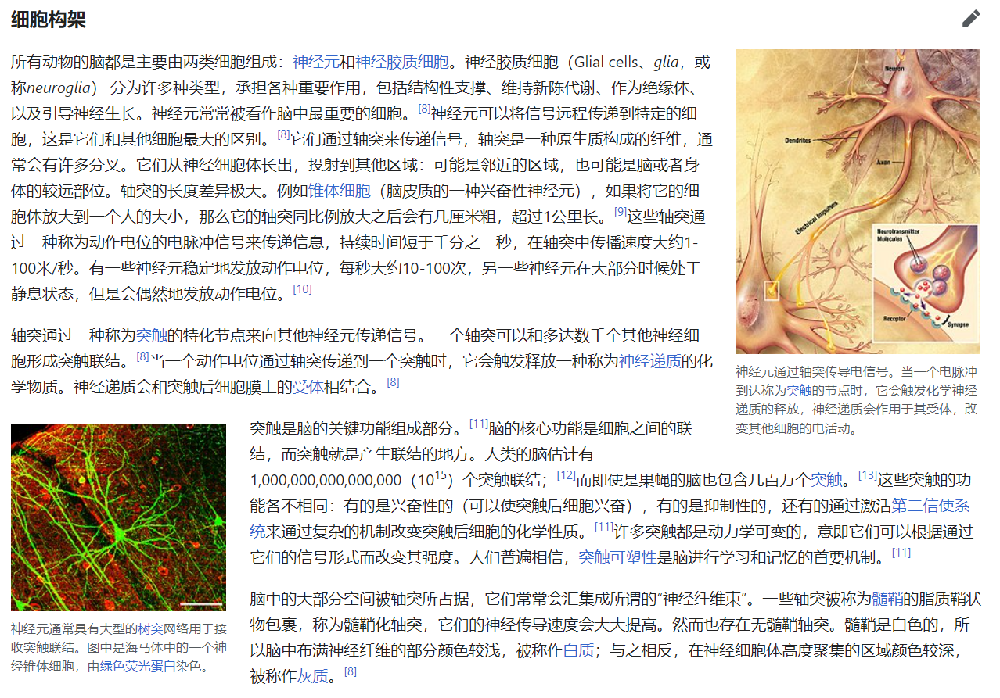 细胞构架
所有动物的脑都是主要由两类细胞组成：神经元和神经胶质细胞。神经胶质细胞（Glial cells、glia，或
称neuroglia） 分为许多种类型，承担各种重要作用，包括结构性支撑、维持新陈代谢、作为绝缘体、
以及引导神经生长。神经元常常被看作脑中最重要的细胞。[8]神经元可以将信号远程传递到特定的细
胞，这是它们和其他细胞最大的区别。[8]它们通过轴突来传递信号，轴突是一种原生质构成的纤维，通
常会有许多分叉。它们从神经细胞体长出，投射到其他区域：可能是邻近的区域，也可能是脑或者身
体的较远部位。轴突的长度差异极大。例如锥体细胞（脑皮质的一种兴奋性神经元），如果将它的细
胞体放大到一个人的大小，那么它的轴突同比例放大之后会有几厘米粗，超过1公里长。[9]这些轴突通
过一种称为动作电位的电脉冲信号来传递信息，持续时间短于千分之一秒，在轴突中传播速度大约1-
100米/秒。有一些神经元稳定地发放动作电位，每秒大约10-100次，另一些神经元在大部分时候处于
静息状态，但是会偶然地发放动作电位。[10]
轴突通过一种称为突触的特化节点来向其他神经元传递信号。一个轴突可以和多达数千个其他神经细
胞形成突触联结。[8]当一个动作电位通过轴突传递到一个突触时，它会触发释放一种称为神经递质的化
学物质。神经递质会和突触后细胞膜上的受体相结合。[8]
Neuron
Dendrites
Axon
Electrical Impulses
Neurotransmitter
Molecules
Receptor
Synapse
神经元通过轴突传导电信号。当一个电脉冲
到达称为突触的节点时，它会触发化学神经
递质的释放，神经递质会作用于其受体，改
变其他细胞的电活动。
突触是脑的关键功能组成部分。[11]脑的核心功能是细胞之间的联
结，而突触就是产生联结的地方。人类的脑估计有
1,000,000,000,000,000（10¹⁵）个突触联结；[12]而即使是果蝇的脑也包含几百万个突触。[13]这些突触的功
能各不相同：有的是兴奋性的（可以使突触后细胞兴奋），有的是抑制性的，还有的通过激活第二信使系
统来通过复杂的机制改变突触后细胞的化学性质。[11]许多突触都是动力学可变的，意即它们可以根据通过
它们的信号形式而改变其强度。人们普遍相信，突触可塑性是脑进行学习和记忆的首要机制。[11]
脑中的大部分空间被轴突所占据，它们常常会汇集成所谓的“神经纤维束”。一些轴突被称为髓鞘的脂质鞘状
物包裹，称为髓鞘化轴突，它们的神经传导速度会大大提高。然而也存在无髓鞘轴突。髓鞘是白色的，所
以脑中布满神经纤维的部分颜色较浅，被称作白质；与之相反，在神经细胞体高度聚集的区域颜色较深，
被称作灰质。[8]
神经元通常具有大型的树突网络用于接
收突触联结。图中是海马体中的一个神
经锥体细胞，由绿色荧光蛋白染色。